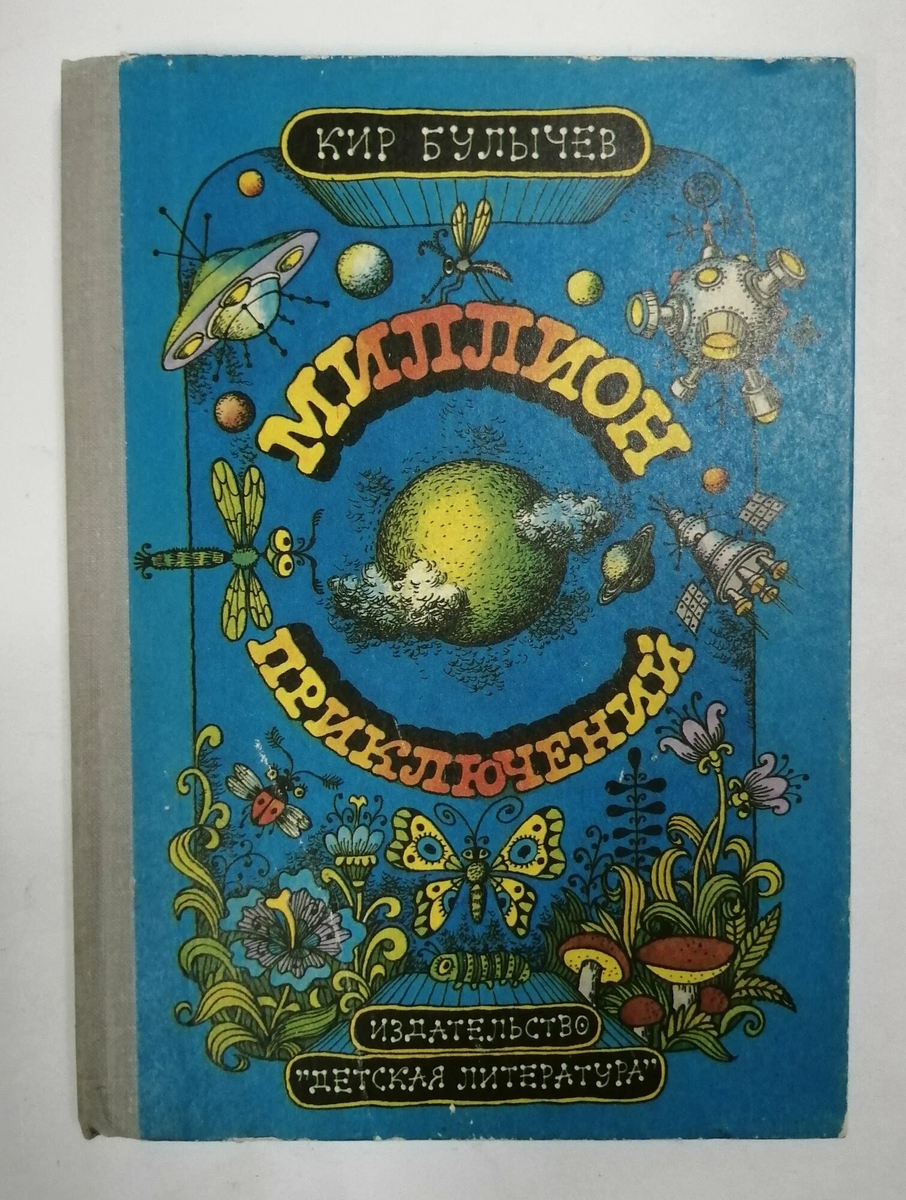 КИР БУЛЫЧЕВ
МИЛЛИОН
ПРИКЛЮЧЕНИЙ
ИЗДАТЕЛЬСТВО
"ДЕТСКАЯ ЛИТЕРАТУРА"